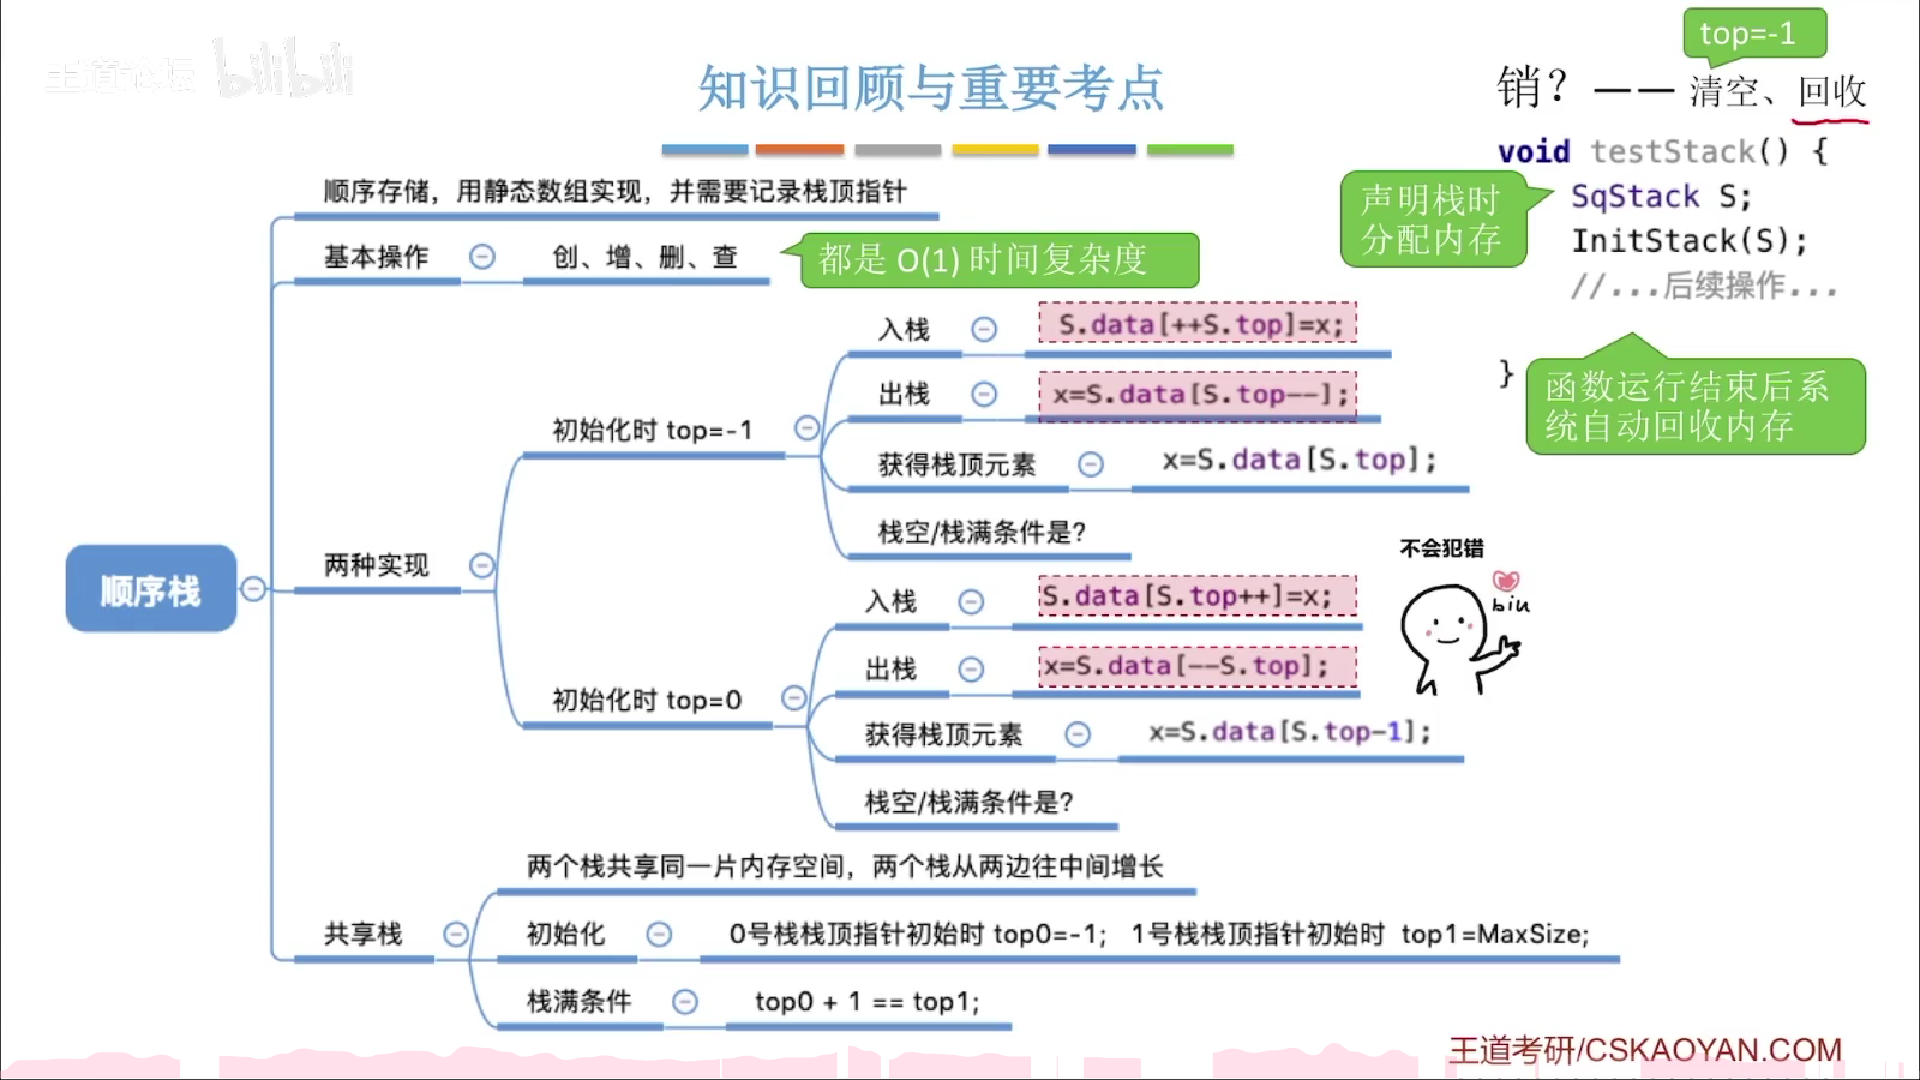 王道论坛 bilibili
知识回顾与重要考点
top=-1
销？——清空、回收
void testStack() {
SqStack S;
InitStack(S);
//...后续操作...
}
声明栈时
分配内存
函数运行结束后系
统自动回收内存
顺序栈
顺序存储，用静态数组实现，并需要记录栈顶指针
基本操作
创、增、删、查
都是 O(1) 时间复杂度
两种实现
初始化时 top=-1
入栈
S.data[++S.top]=x;
出栈
x=S.data[S.top--];
获得栈顶元素
x=S.data[S.top];
栈空/栈满条件是?
初始化时 top=0
入栈
S.data[S.top++]=x;
出栈
x=S.data[--S.top];
获得栈顶元素
x=S.data[S.top-1];
栈空/栈满条件是?
不会犯错
biu
共享栈
两个栈共享同一片内存空间，两个栈从两边往中间增长
初始化
0号栈栈顶指针初始时 top0=-1； 1号栈栈顶指针初始时 top1=MaxSize;
栈满条件
top0 + 1 == top1;
王道考研/CSKAOYAN.COM